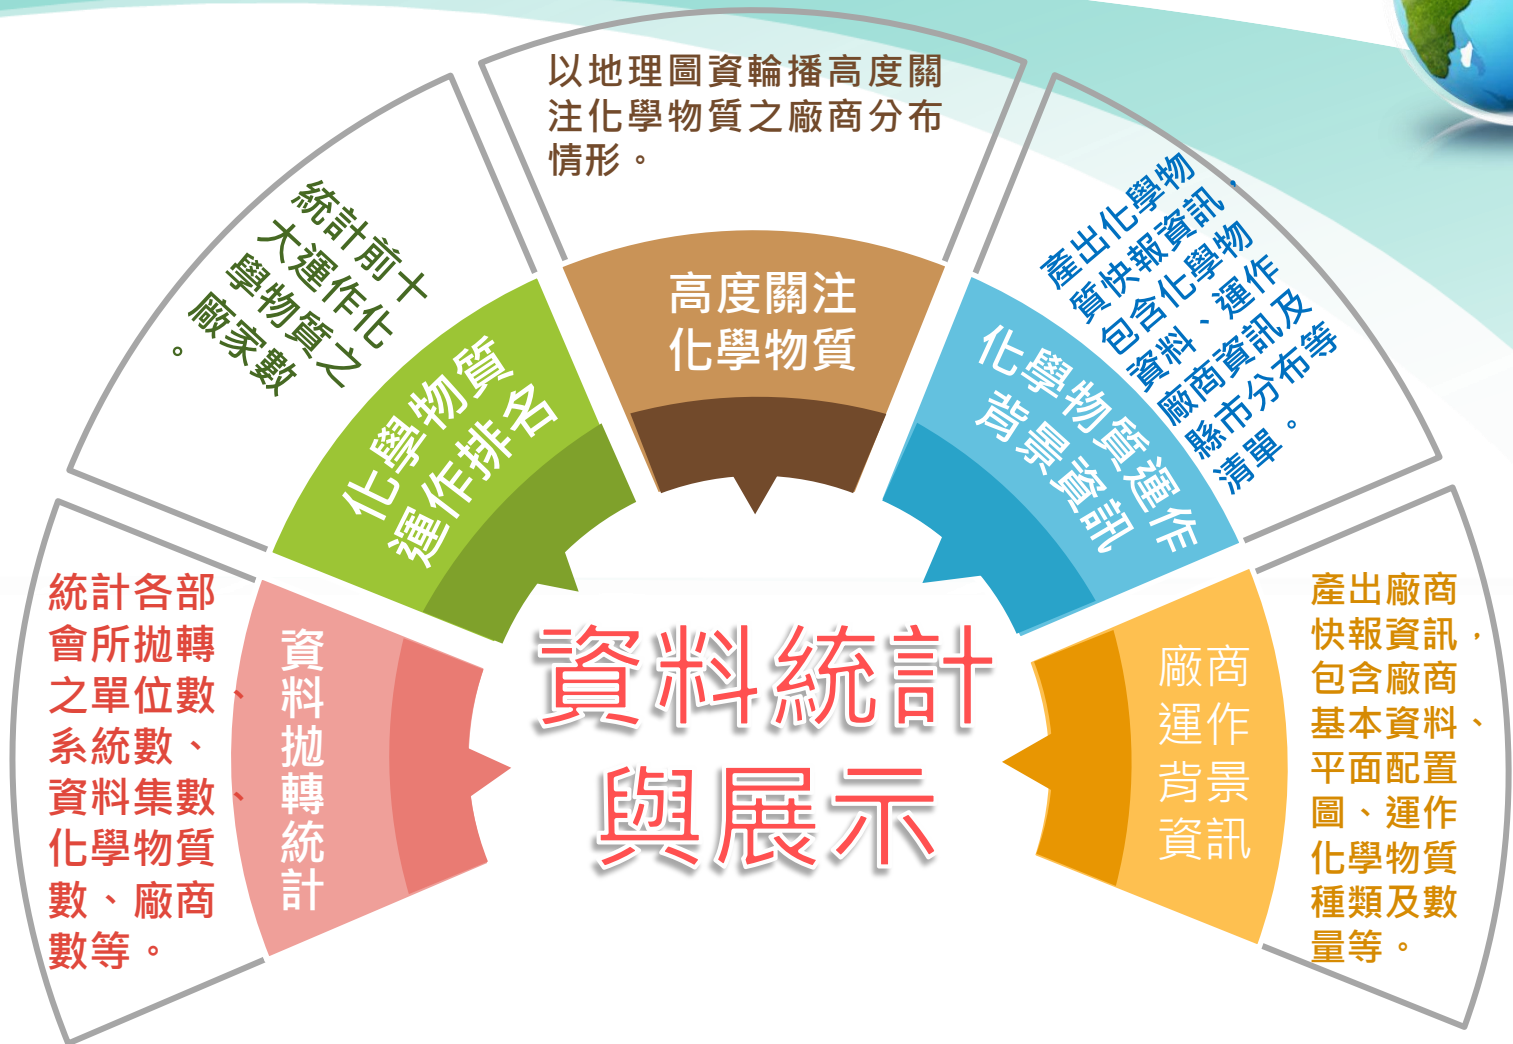 資料統計
與展示
資料拋轉統計
統計各部
會所拋轉
之單位數、
系統數、
資料集數、
化學物質
數、廠商
數等。
化學物質
運作排名
統計前十
大運作化
學物質之
廠家數
。
高度關注
化學物質
以地理圖資輪播高度關
注化學物質之廠商分布
情形。
化學物質運作
背景資訊
產出化學物
質快報資訊，
包含化學物
資料、運作
廠商資訊及
縣市分布等
清單。
廠商
運作
背景
資訊
產出廠商
快報資訊，
包含廠商
基本資料、
平面配置
圖、運作
化學物質
種類及數
量等。